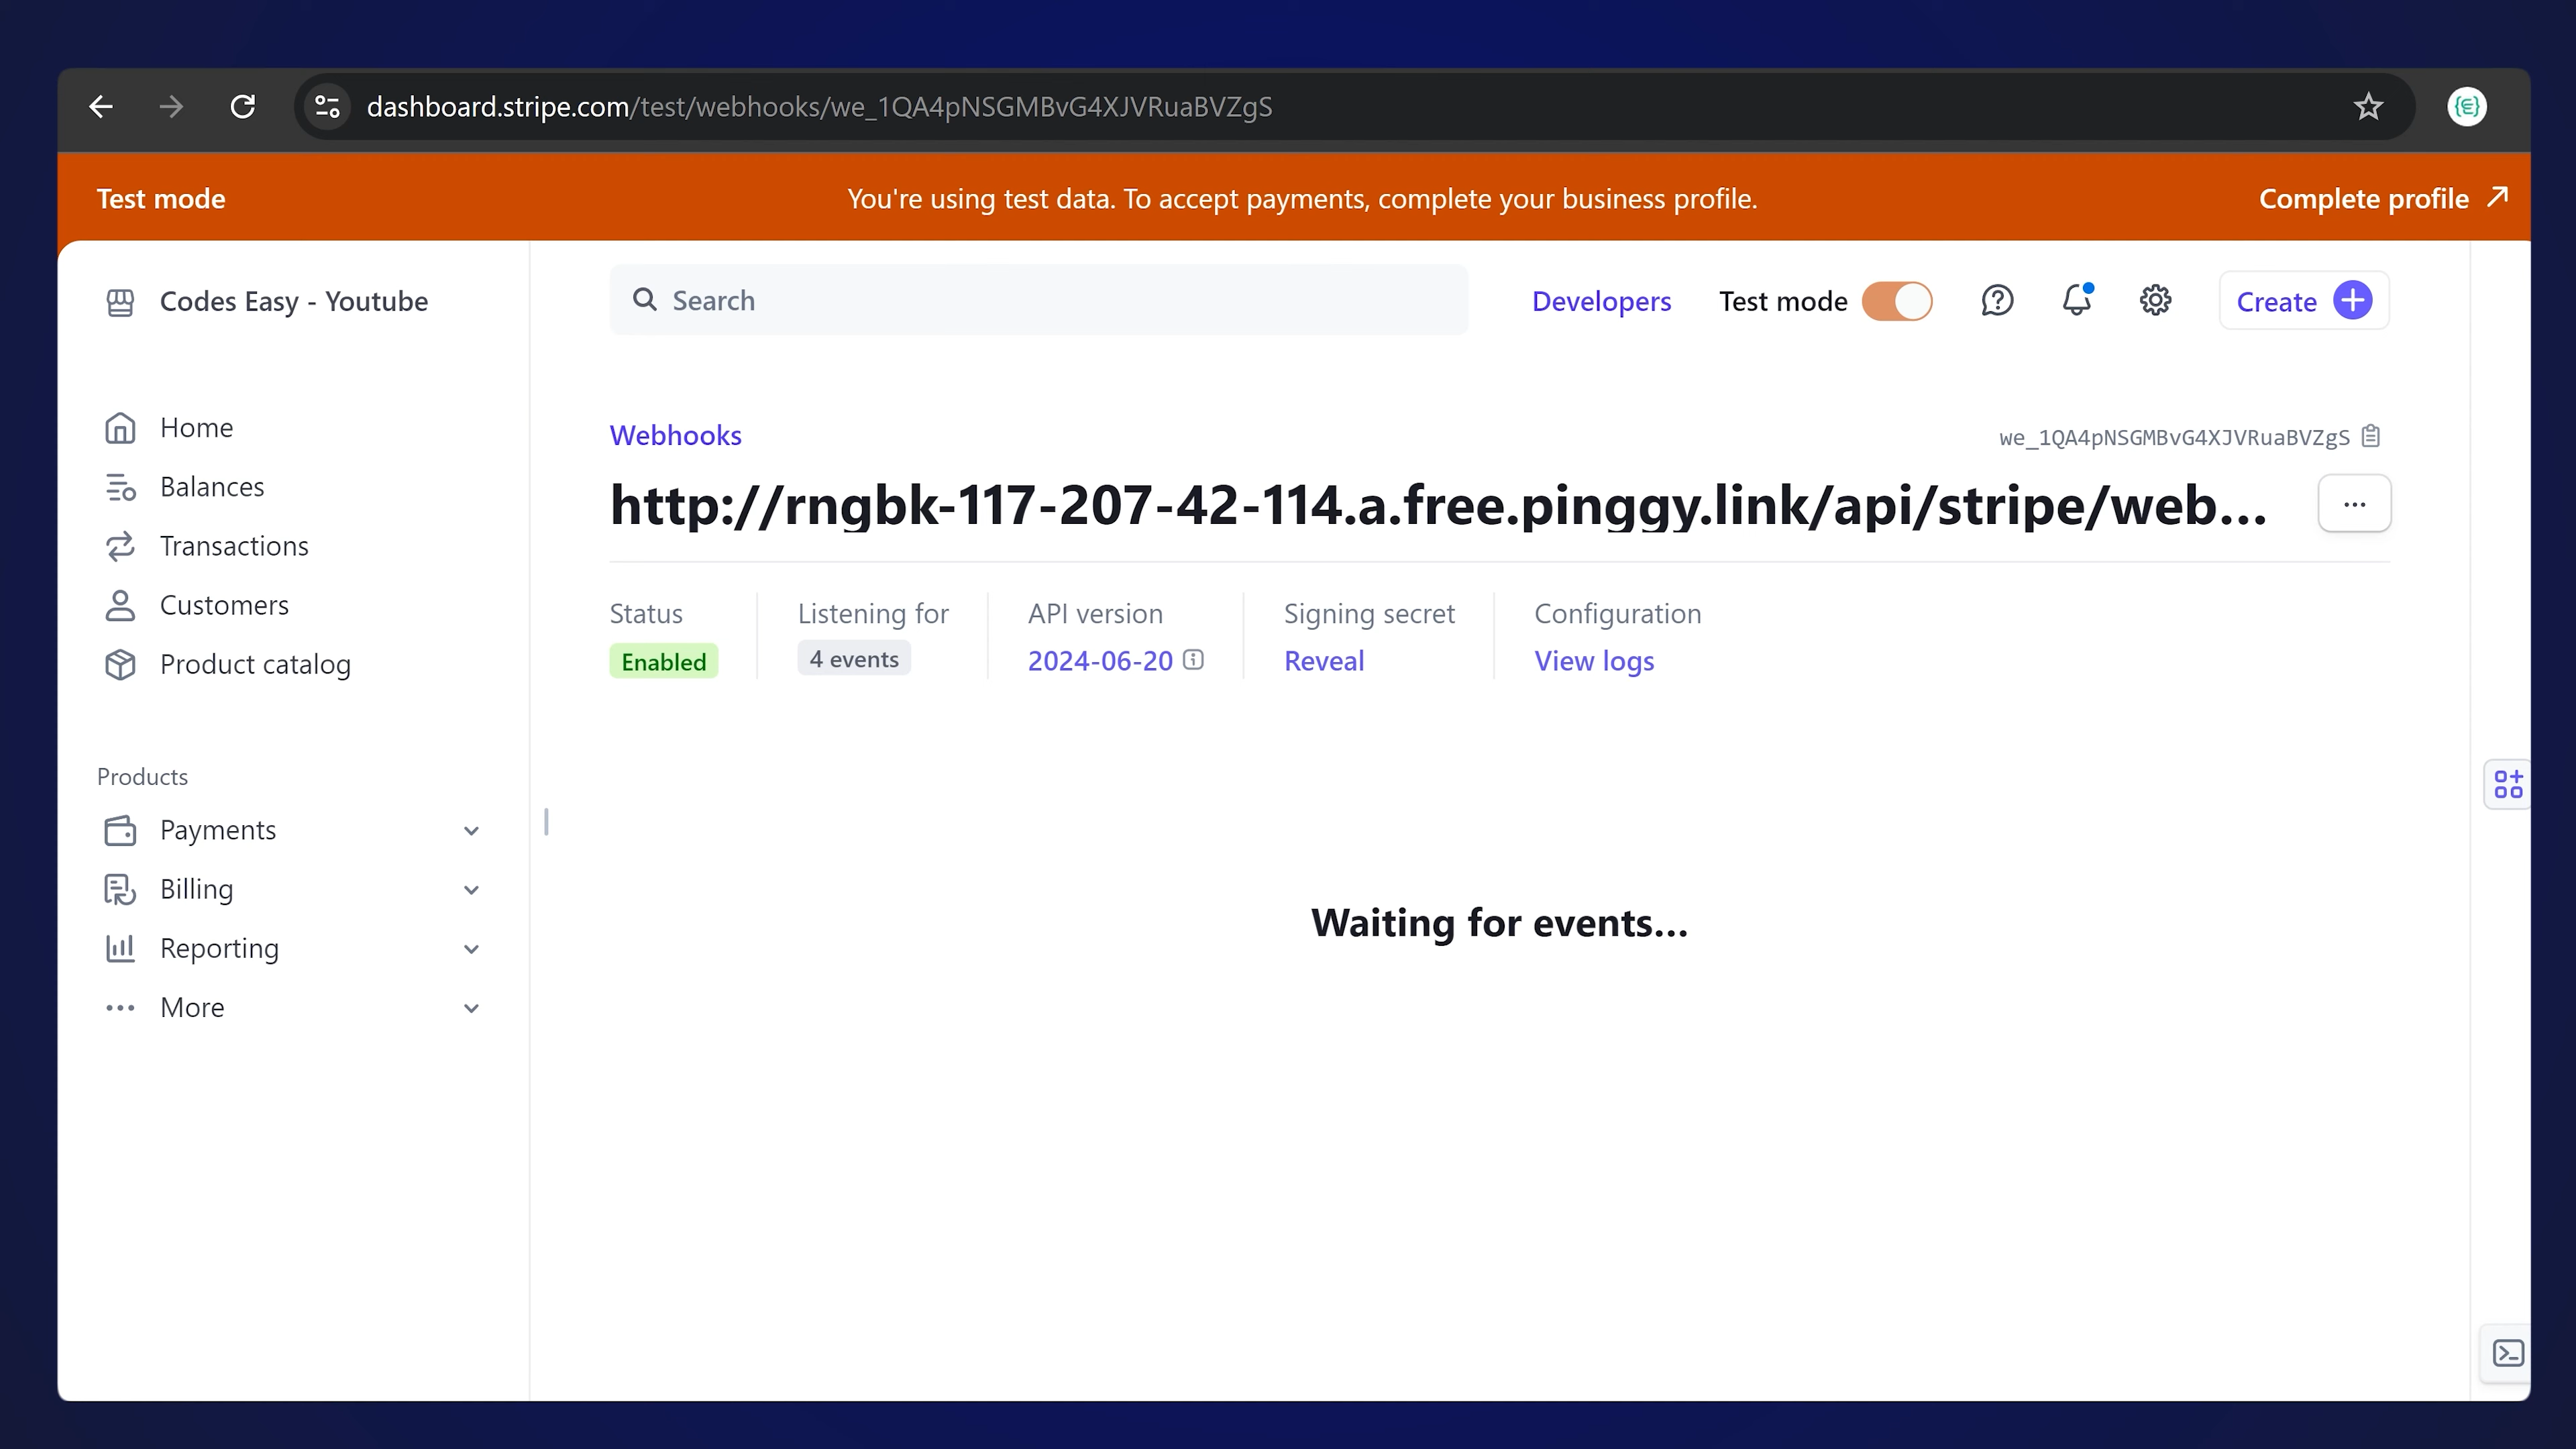 dashboard.stripe.com/test/webhooks/we_1QA4pNSGMBvG4XJVRuaBVZgS
Test mode
You're using test data. To accept payments, complete your business profile.
Complete profile
Codes Easy - Youtube
Search
Developers
Test mode
Create
Home
Balances
Transactions
Customers
Product catalog
Products
Payments
Billing
Reporting
More
Webhooks
we_1QA4pNSGMBvG4XJVRuaBVZgS
http://rngbk-117-207-42-114.a.free.pinggy.link/api/stripe/web...
Status
Enabled
Listening for
4 events
API version
2024-06-20
Signing secret
Reveal
Configuration
View logs
Waiting for events...